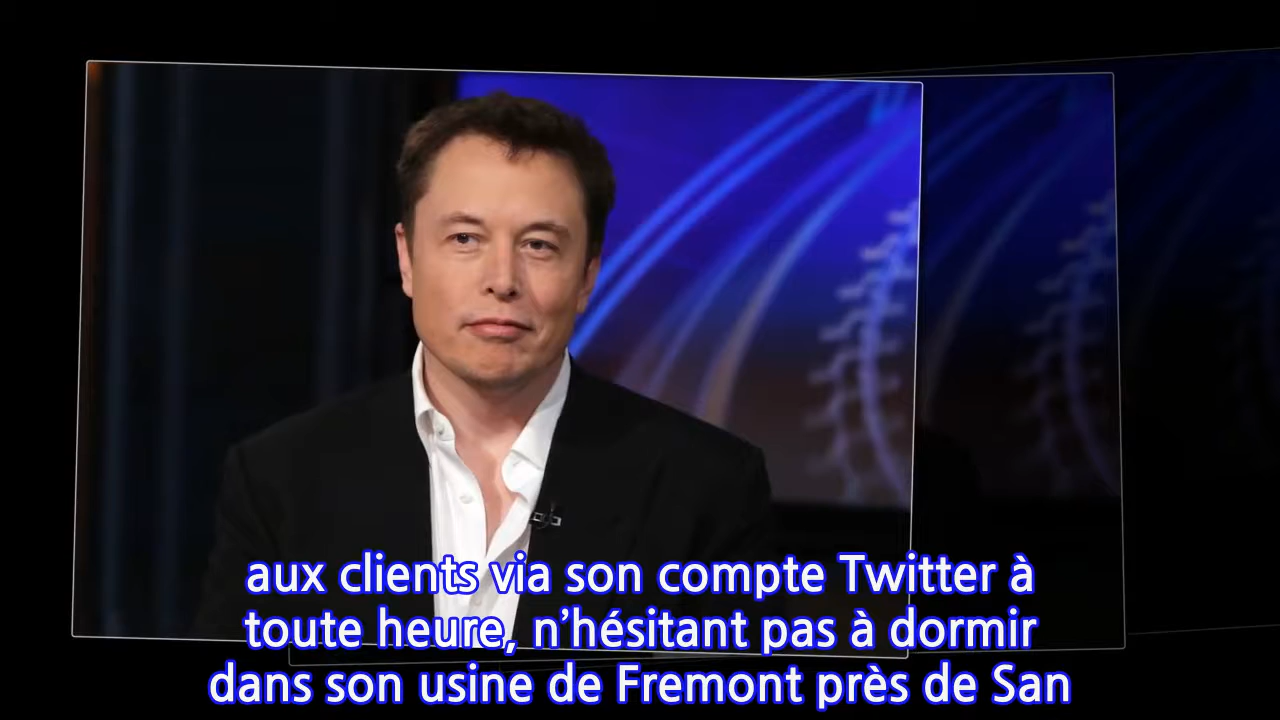 aux clients via son compte Twitter à
toute heure, n’hésitant pas à dormir
dans son usine de Fremont près de San